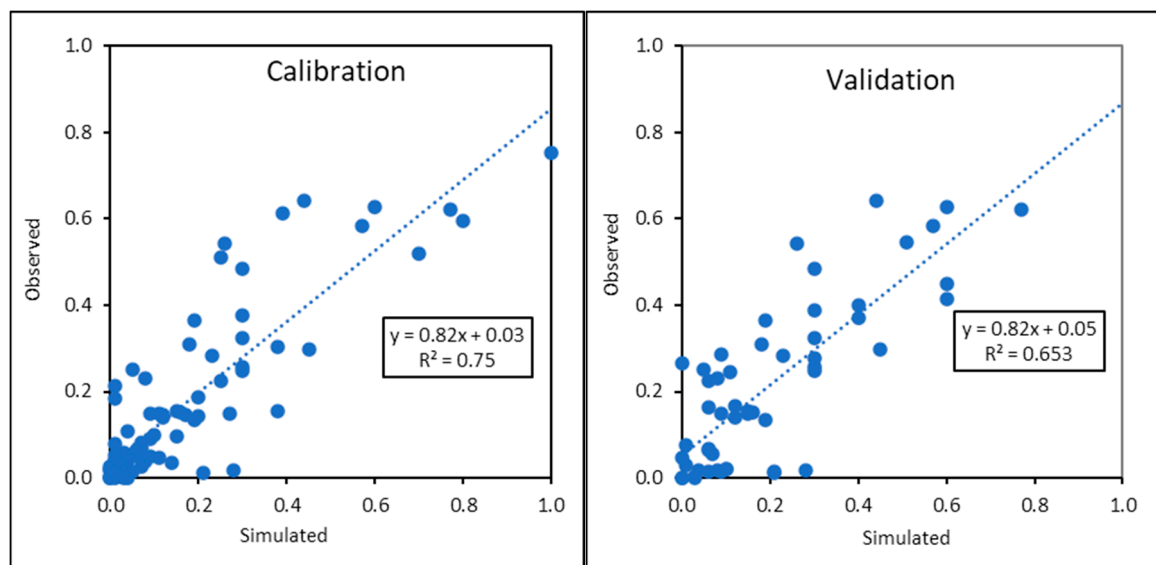 Calibration
1.0
0.8
0.6
0.4
0.2
0.0
Observed
y = 0.82x + 0.03
R² = 0.75
0.0 0.2 0.4 0.6 0.8 1.0
Simulated
Validation
1.0
0.8
0.6
0.4
0.2
0.0
Observed
y = 0.82x + 0.05
R² = 0.653
0.0 0.2 0.4 0.6 0.8 1.0
Simulated